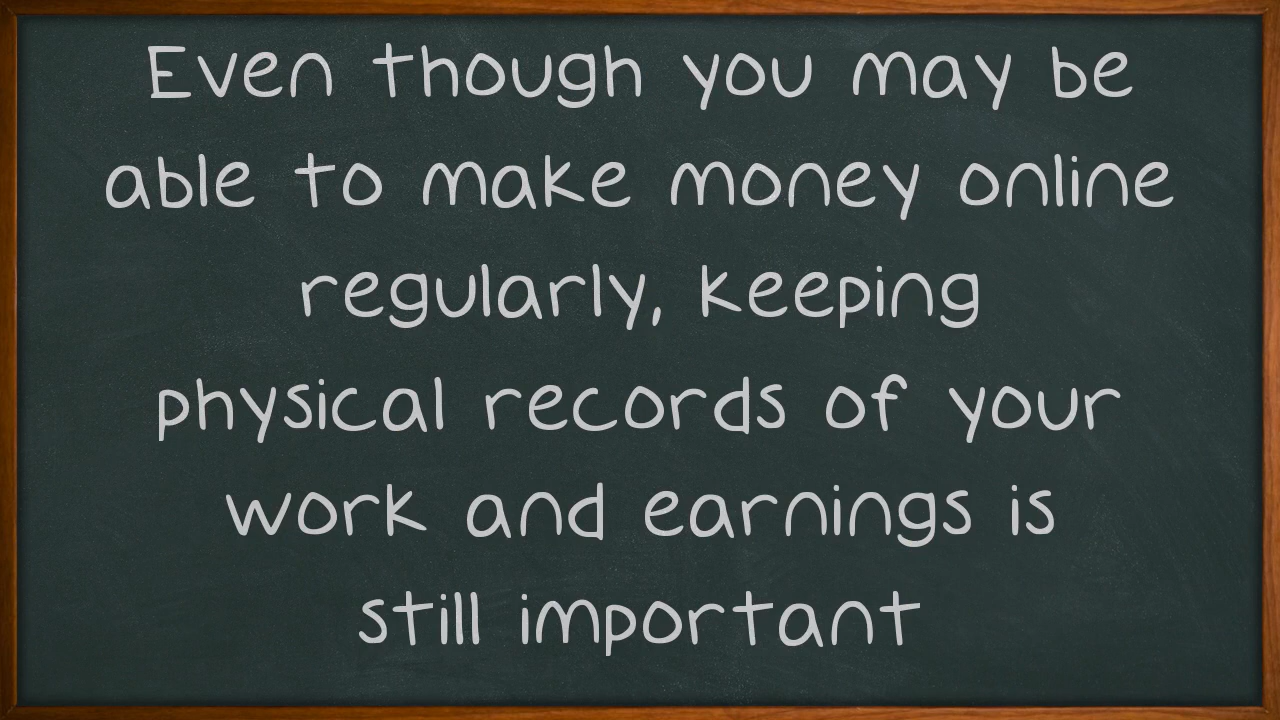 Even though you may be
able to make money online
regularly, keeping
physical records of your
work and earnings is
still important